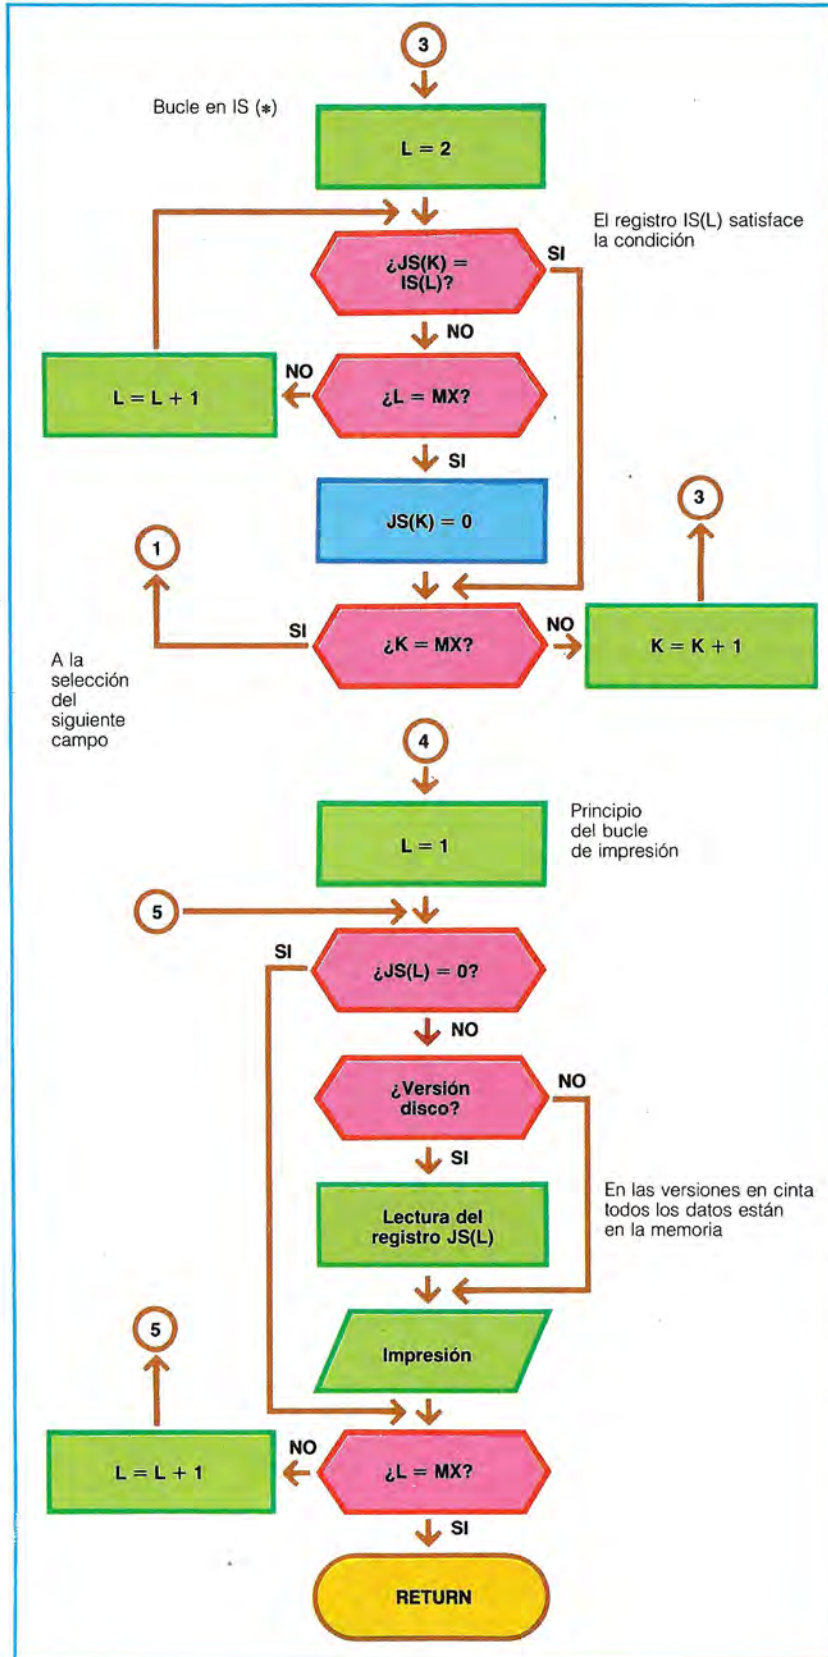 3
Bucle en IS (*)
L = 2
El registro IS(L) satisface
la condición
¿JS(K) =
IS(L)?
SI
NO
L = L + 1
NO
¿L = MX?
SI
JS(K) = 0
3
1
SI
¿K = MX?
NO
K = K + 1
A la
selección
del
siguiente
campo
4
L = 1
Principio
del bucle
de impresión
5
SI
¿JS(L) = 0?
NO
¿Versión
disco?
NO
SI
Lectura del
registro JS(L)
En las versiones en cinta
todos los datos están
en la memoria
5
Impresión
L = L + 1
NO
¿L = MX?
SI
RETURN